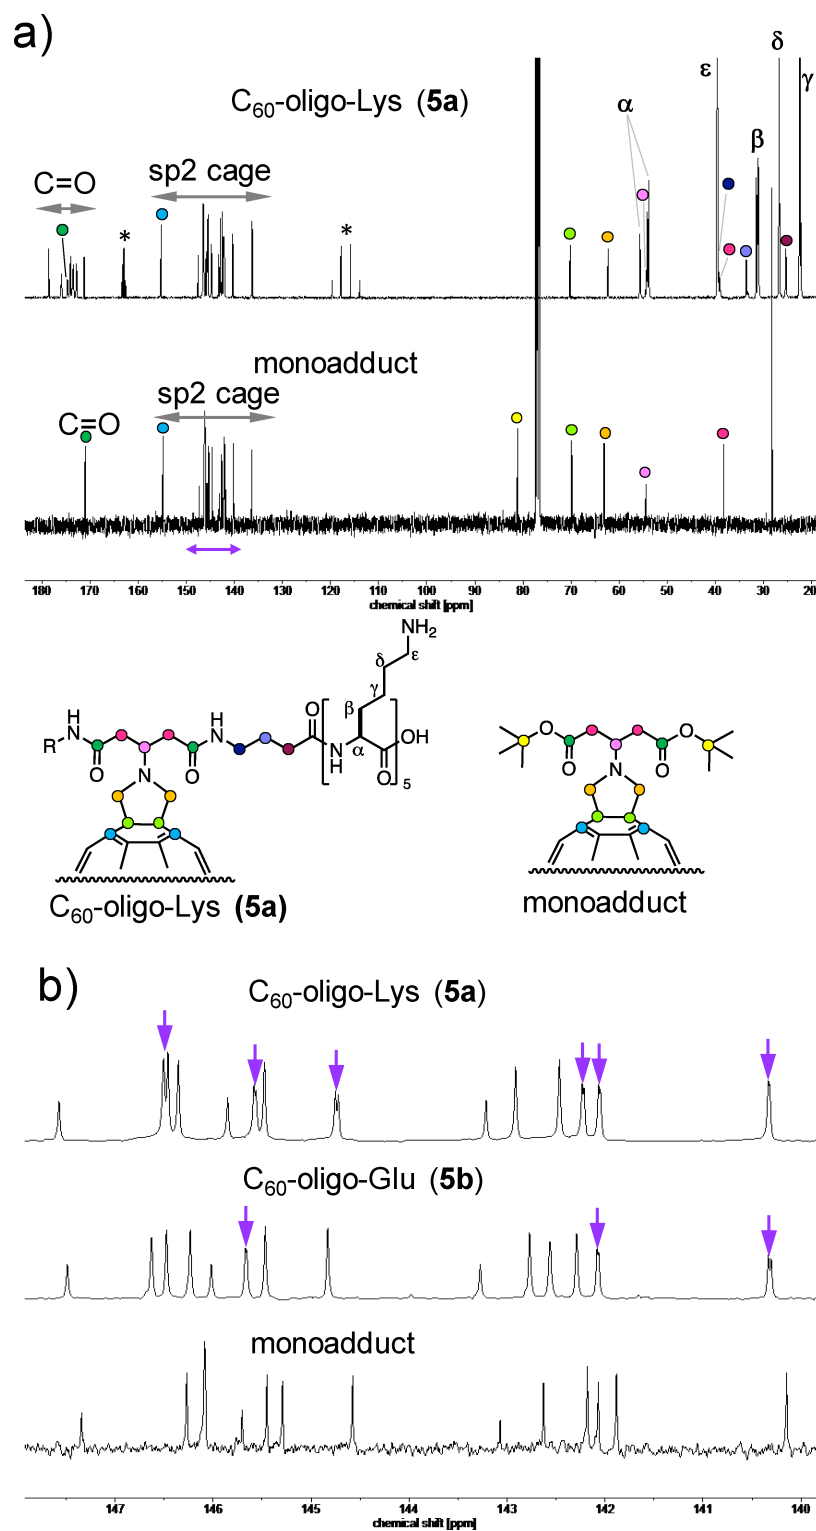 a)
C60-oligo-Lys (5a)
δ
ε
γ
α
β
sp2 cage
C=O
*
*
monoadduct
sp2 cage
C=O
180 170 160 150 140 130 120 110 100 90 80 70 60 50 40 30 20
chemical shift [ppm]
NH2
δ ε
γ
β
α
R
H
N
O
O
H
N
O
N
H
O
OH
5
N
O
O
O
O
N
C60-oligo-Lys (5a)
monoadduct
b)
C60-oligo-Lys (5a)
C60-oligo-Glu (5b)
monoadduct
147 146 145 144 143 142 141 140
chemical shift [ppm]